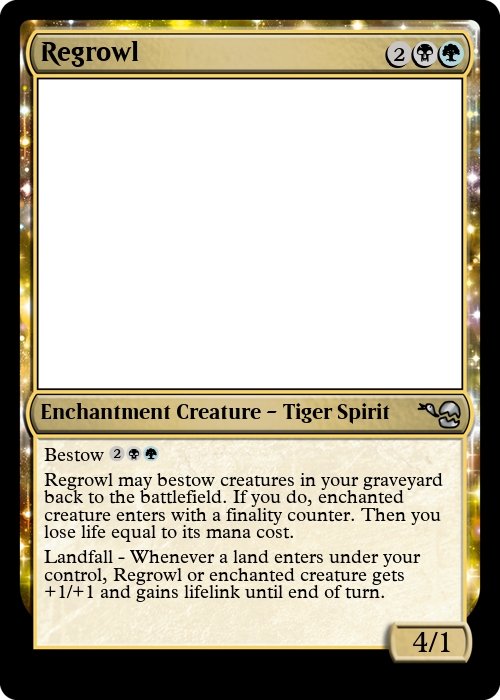 Regrowl 2
Enchantment Creature – Tiger Spirit
Bestow 2
Regrowl may bestow creatures in your graveyard
back to the battlefield. If you do, enchanted
creature enters with a finality counter. Then you
lose life equal to its mana cost.
Landfall - Whenever a land enters under your
control, Regrowl or enchanted creature gets
+1/+1 and gains lifelink until end of turn.
4/1